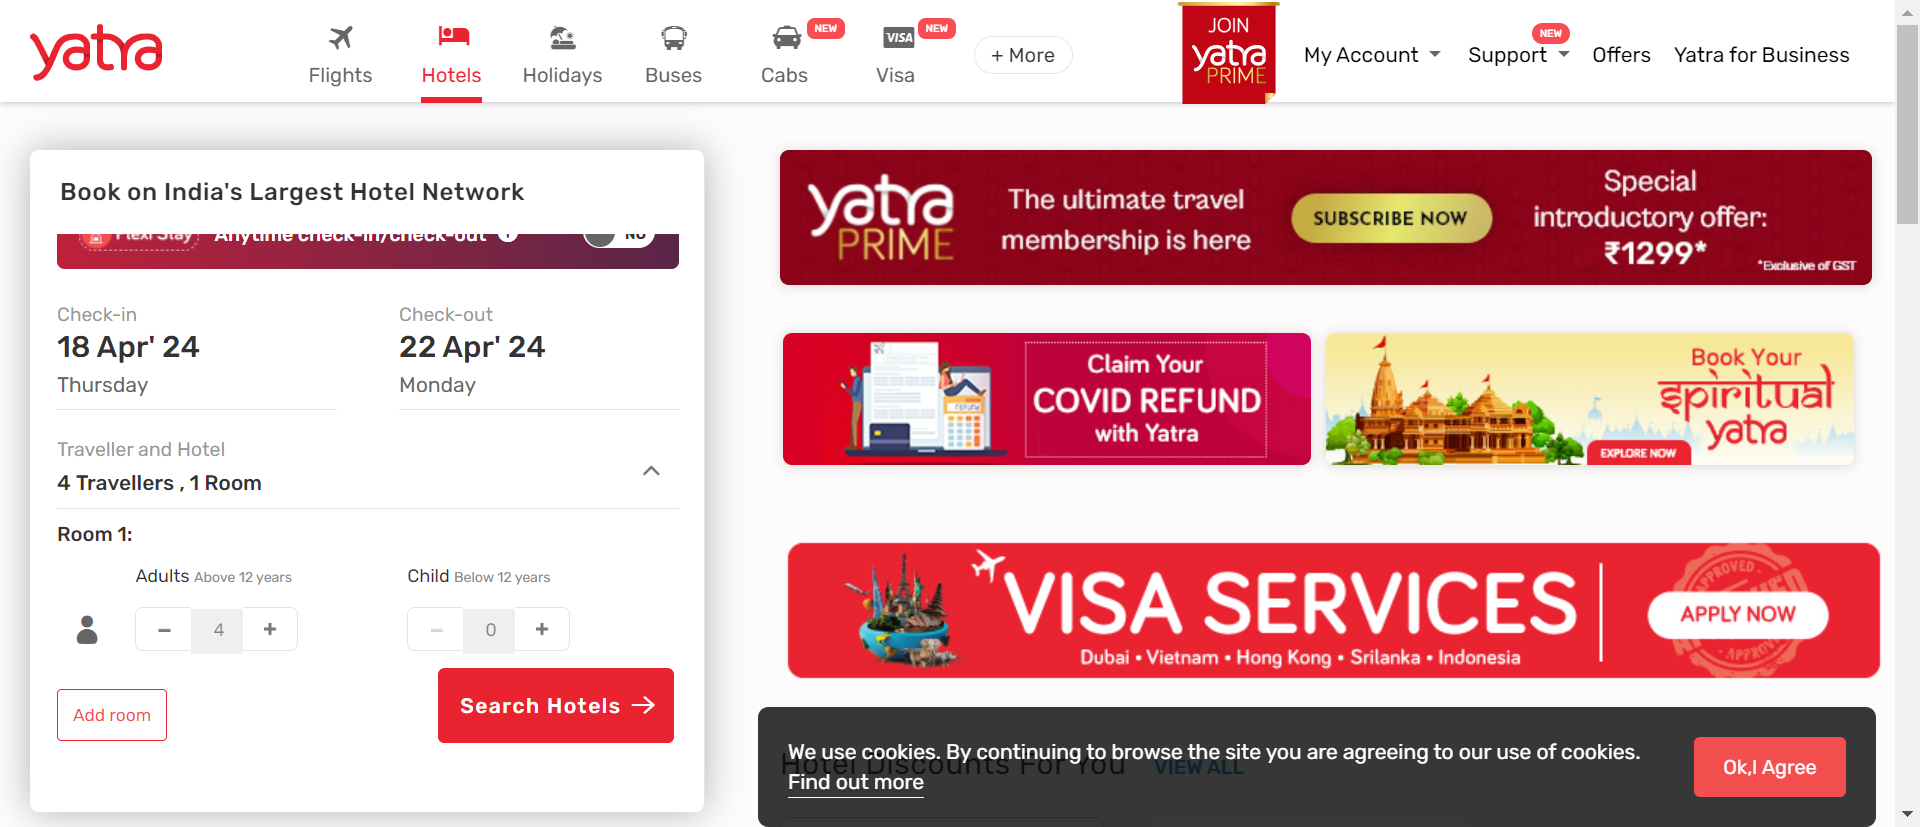 yatra
Flights
Hotels
Holidays
Buses
NEW
Cabs
VISA
NEW
Visa
+ More
JOIN
yatra
PRIME
My Account
NEW
Support
Offers
Yatra for Business
Book on India's Largest Hotel Network
Flexi Stay Anytime check-in/check-out NO
Check-in
18 Apr' 24
Thursday
Check-out
22 Apr' 24
Monday
Traveller and Hotel
4 Travellers , 1 Room
Room 1:
Adults Above 12 years
Child Below 12 years
− 4 +
− 0 +
Add room
Search Hotels
yatra
PRIME
The ultimate travel
membership is here
SUBSCRIBE NOW
Special
introductory offer:
₹1299*
*Exclusive of GST
Claim Your
COVID REFUND
with Yatra
refund
Book Your
spiritual
yatra
EXPLORE NOW
VISA SERVICES
Dubai • Vietnam • Hong Kong • Srilanka • Indonesia
APPROVED
APPLY NOW
APPROVED
Hotel Discounts For You VIEW ALL
We use cookies. By continuing to browse the site you are agreeing to our use of cookies.
Find out more
Ok,I Agree